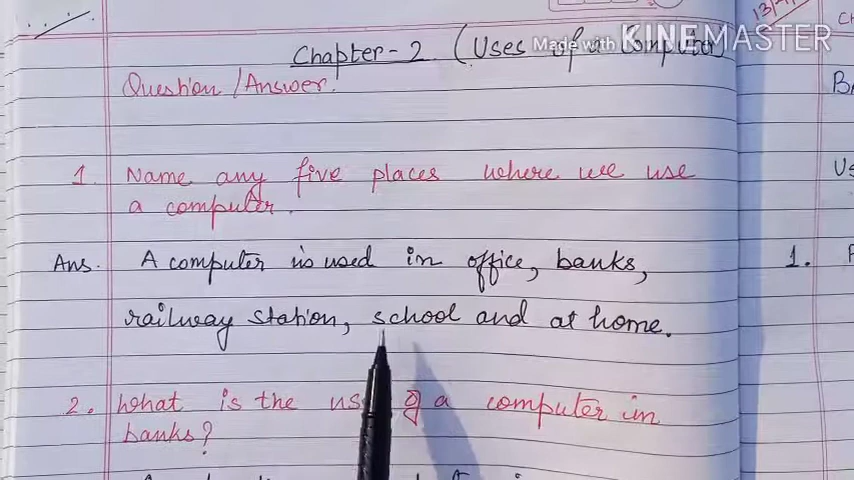 Chapter-2 (Uses of a Computer)
Made with KINEMASTER
Question/Answer.
1. Name any five places where we use
a computer.
Ans. A computer is used in office, banks,
railway station, school and at home.
1.
2. What is the use of a computer in
banks?